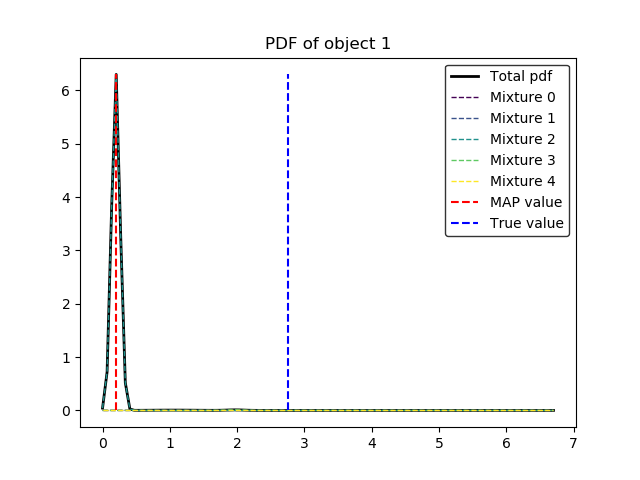 PDF of object 1
Total pdf
Mixture 0
Mixture 1
Mixture 2
Mixture 3
Mixture 4
MAP value
True value
6
5
4
3
2
1
0
0 1 2 3 4 5 6 7